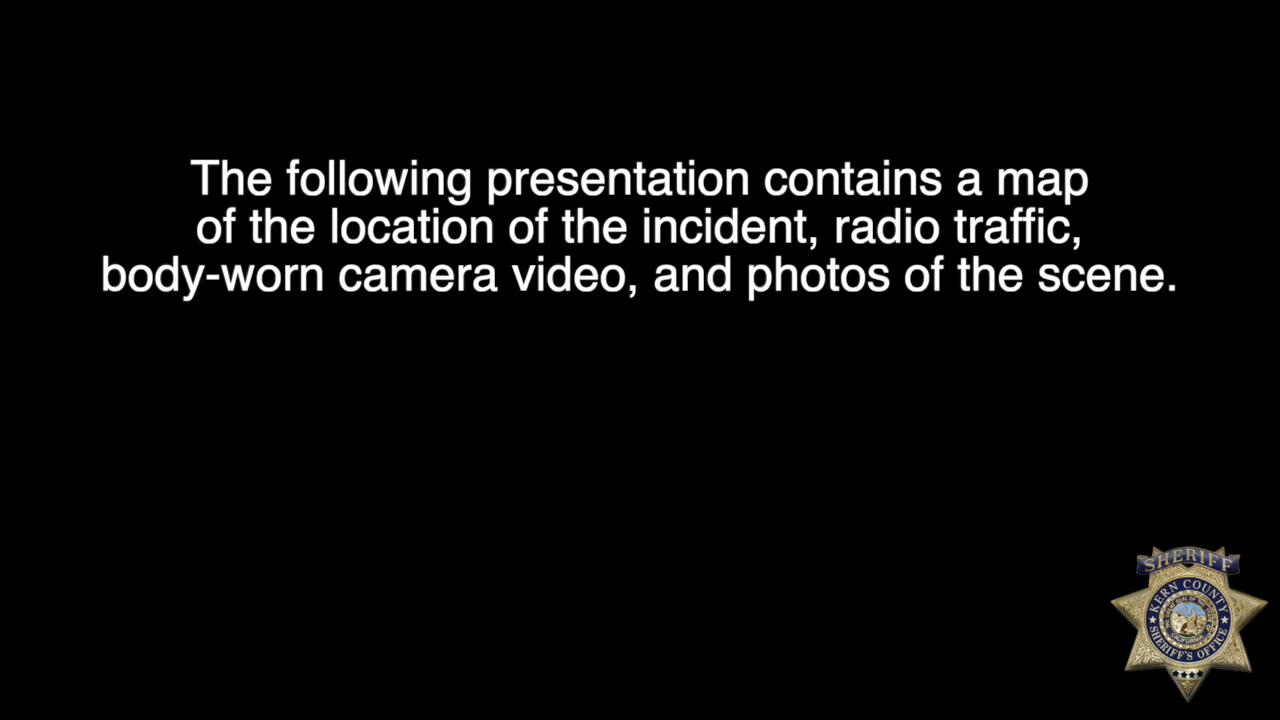 The following presentation contains a map
of the location of the incident, radio traffic,
body-worn camera video, and photos of the scene.
SHERIFF
KERN COUNTY
SHERIFF'S OFFICE